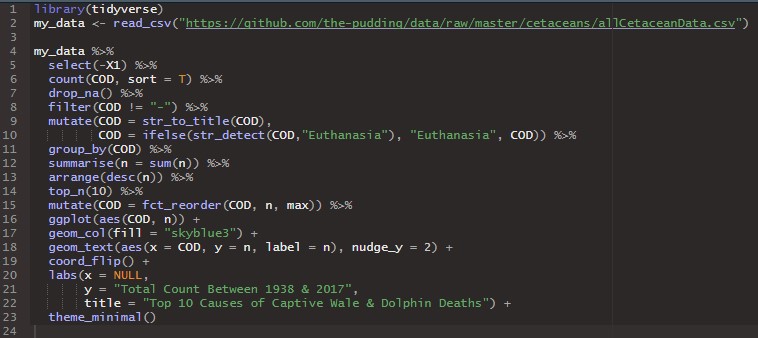 1 library(tidyverse)
2 my_data <- read_csv("https://github.com/the-pudding/data/raw/master/cetaceans/allCetaceanData.csv")
3
4 my_data %>%
5 select(-X1) %>%
6 count(COD, sort = T) %>%
7 drop_na() %>%
8 filter(COD != "-") %>%
9 mutate(COD = str_to_title(COD),
10 COD = ifelse(str_detect(COD,"Euthanasia"), "Euthanasia", COD)) %>%
11 group_by(COD) %>%
12 summarise(n = sum(n)) %>%
13 arrange(desc(n)) %>%
14 top_n(10) %>%
15 mutate(COD = fct_reorder(COD, n, max)) %>%
16 ggplot(aes(COD, n)) +
17 geom_col(fill = "skyblue3") +
18 geom_text(aes(x = COD, y = n, label = n), nudge_y = 2) +
19 coord_flip() +
20 labs(x = NULL,
21 y = "Total Count Between 1938 & 2017",
22 title = "Top 10 Causes of Captive Wale & Dolphin Deaths") +
23 theme_minimal()
24